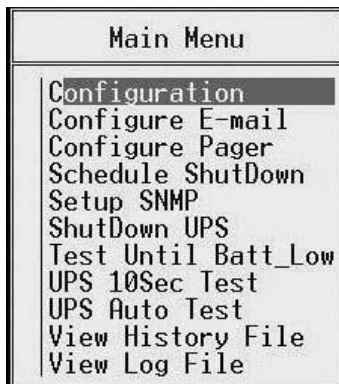 Main Menu
Configuration
Configure E-mail
Configure Pager
Schedule ShutDown
Setup SNMP
ShutDown UPS
Test Until Batt_Low
UPS 10Sec Test
UPS Auto Test
View History File
View Log File